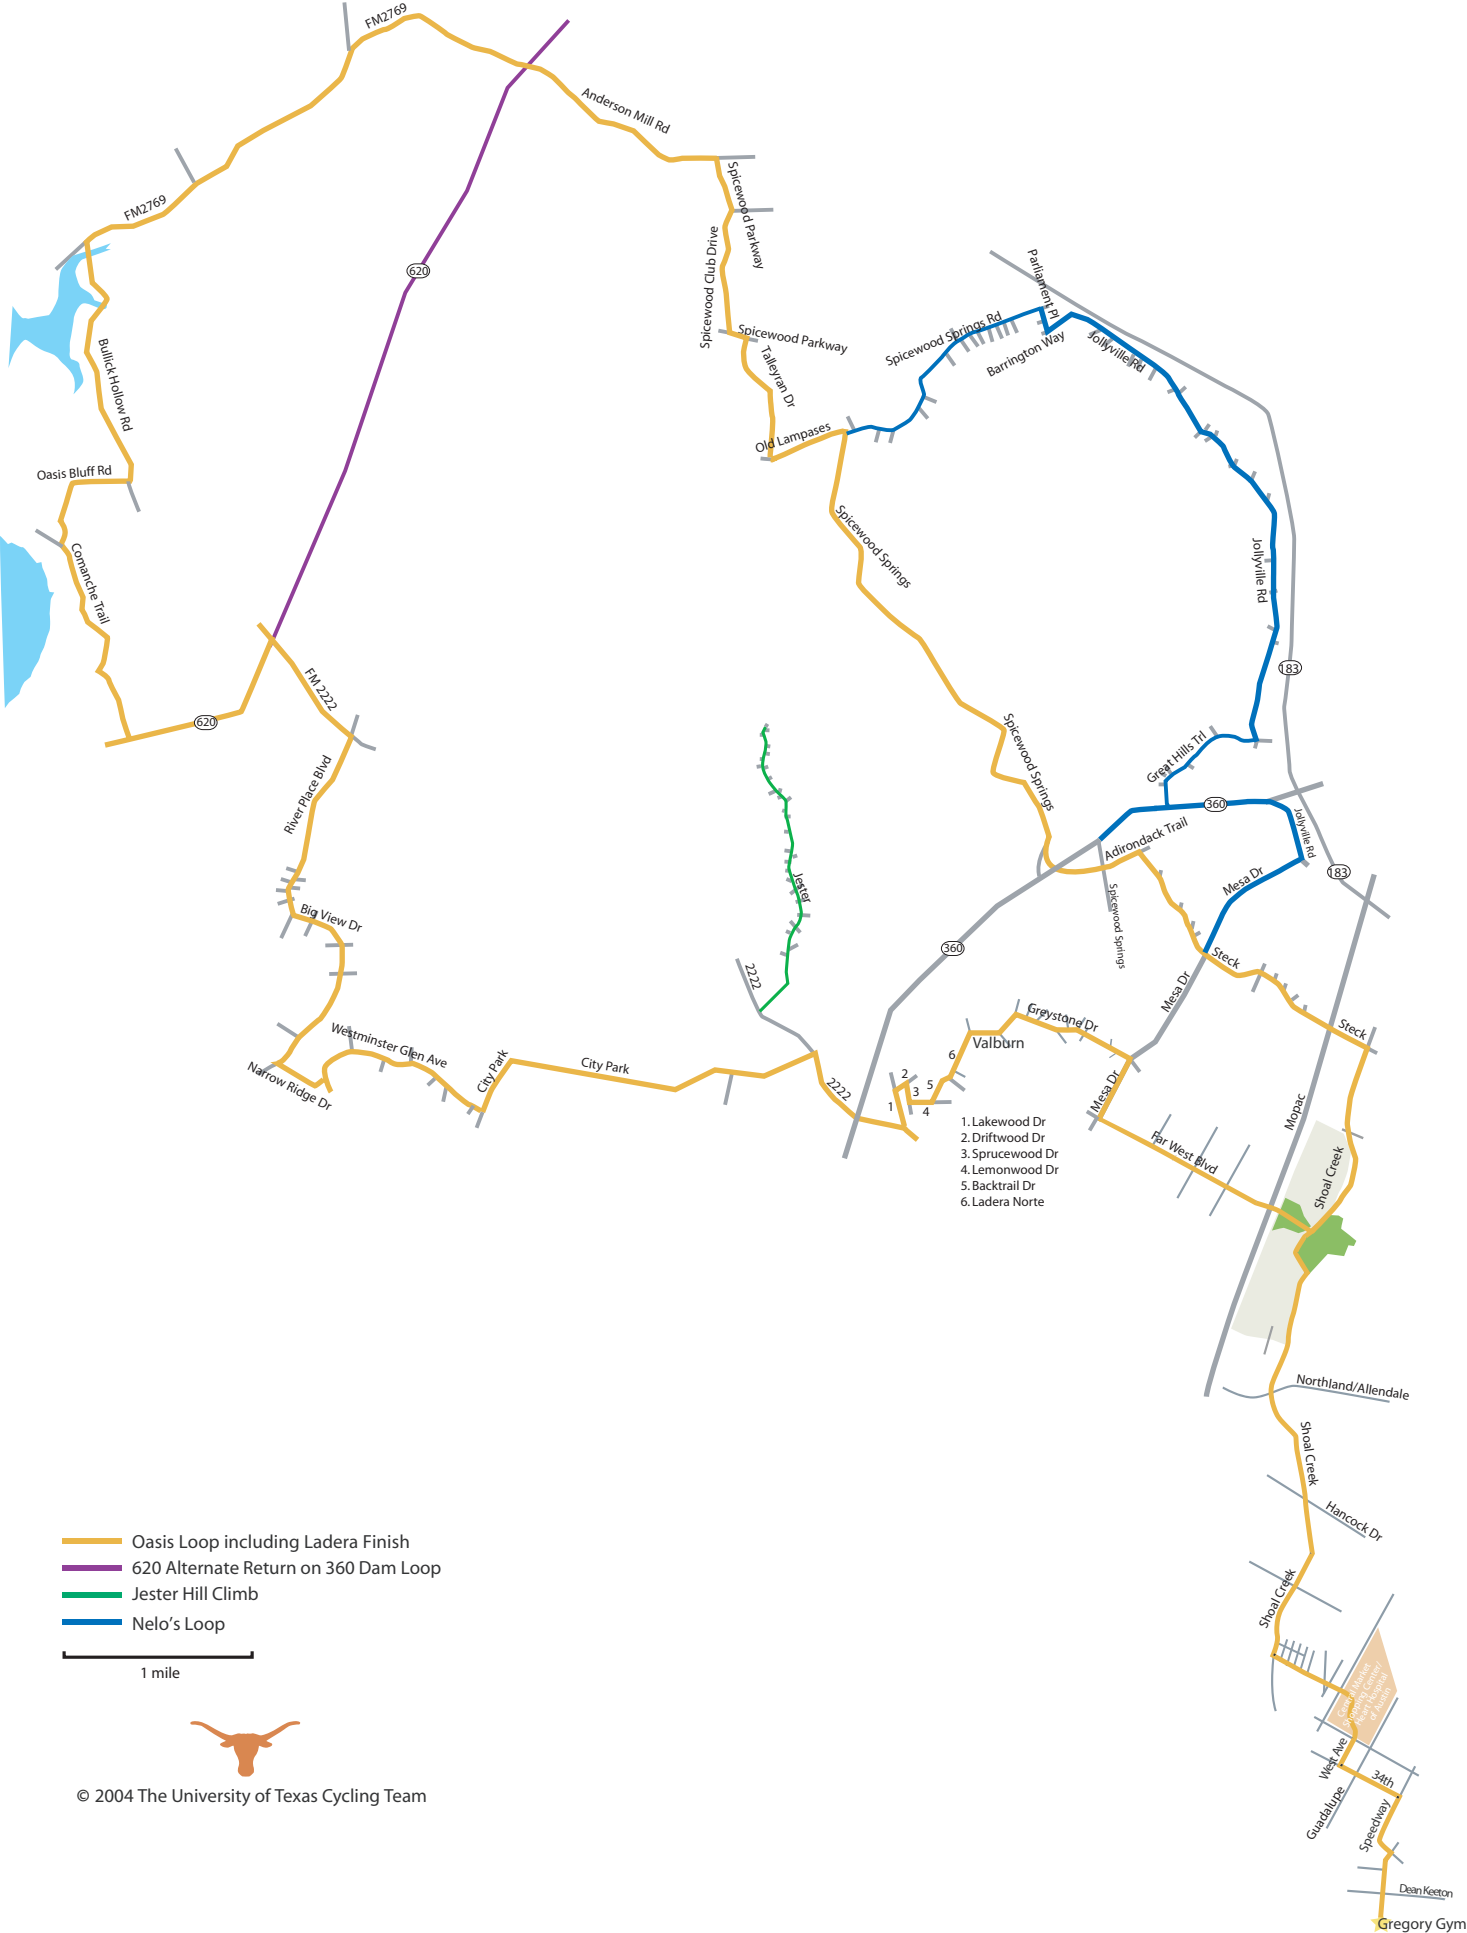 FM2769
Anderson Mill Rd
FM2769
Spicewood Parkway
Spicewood Club Drive
620
Parliament Pl
Spicewood Springs Rd
Barrington Way
Jollyville Rd
Spicewood Parkway
Talleyran Dr
Bullick Hollow Rd
Old Lampases
Oasis Bluff Rd
Spicewood Springs
Comanche Trail
Jollyville Rd
183
FM 2222
620
Spicewood Springs
Great Hills Trl
River Place Blvd
360
Jollyville Rd
Adirondack Trail
183
Mesa Dr
Jester
Spicewood Springs
Big View Dr
360
Steck
2222
Mesa Dr
Greystone Dr
Steck
Valburn
Westminster Glen Ave
City Park
City Park
Narrow Ridge Dr
2222
1
2
3
4
5
6
Mesa Dr
Mopac
1. Lakewood Dr
2. Driftwood Dr
3. Sprucewood Dr
4. Lemonwood Dr
5. Backtrail Dr
6. Ladera Norte
Far West Blvd
Shoal Creek
Northland/Allendale
Shoal Creek
Hancock Dr
Shoal Creek
Central Market
Shopping Center/
Heart Hospital
of Austin
West Ave
34th
Guadalupe
Speedway
Dean Keeton
Gregory Gym
Oasis Loop including Ladera Finish
620 Alternate Return on 360 Dam Loop
Jester Hill Climb
Nelo's Loop
1 mile
© 2004 The University of Texas Cycling Team